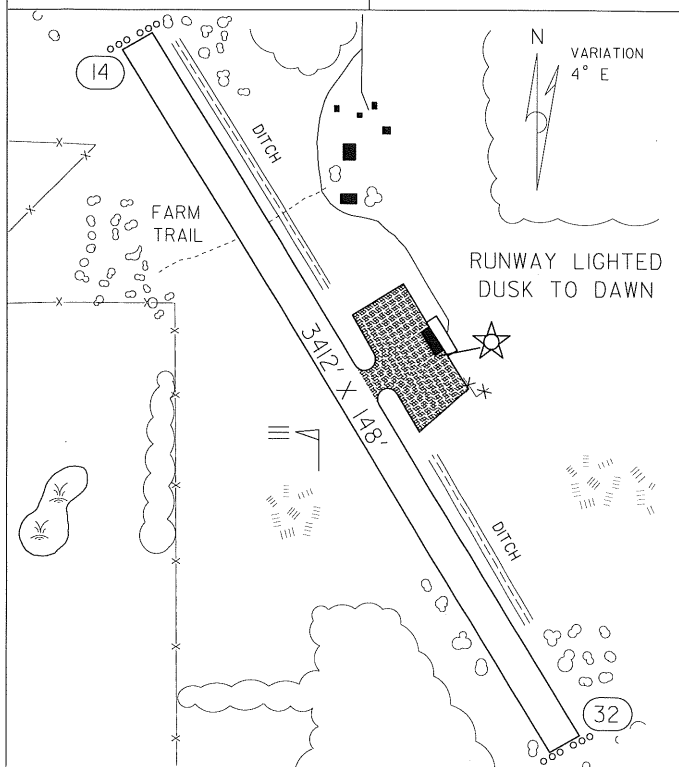 14
N
VARIATION
4° E
DITCH
FARM
TRAIL
RUNWAY LIGHTED
DUSK TO DAWN
3412' X 148'
DITCH
32